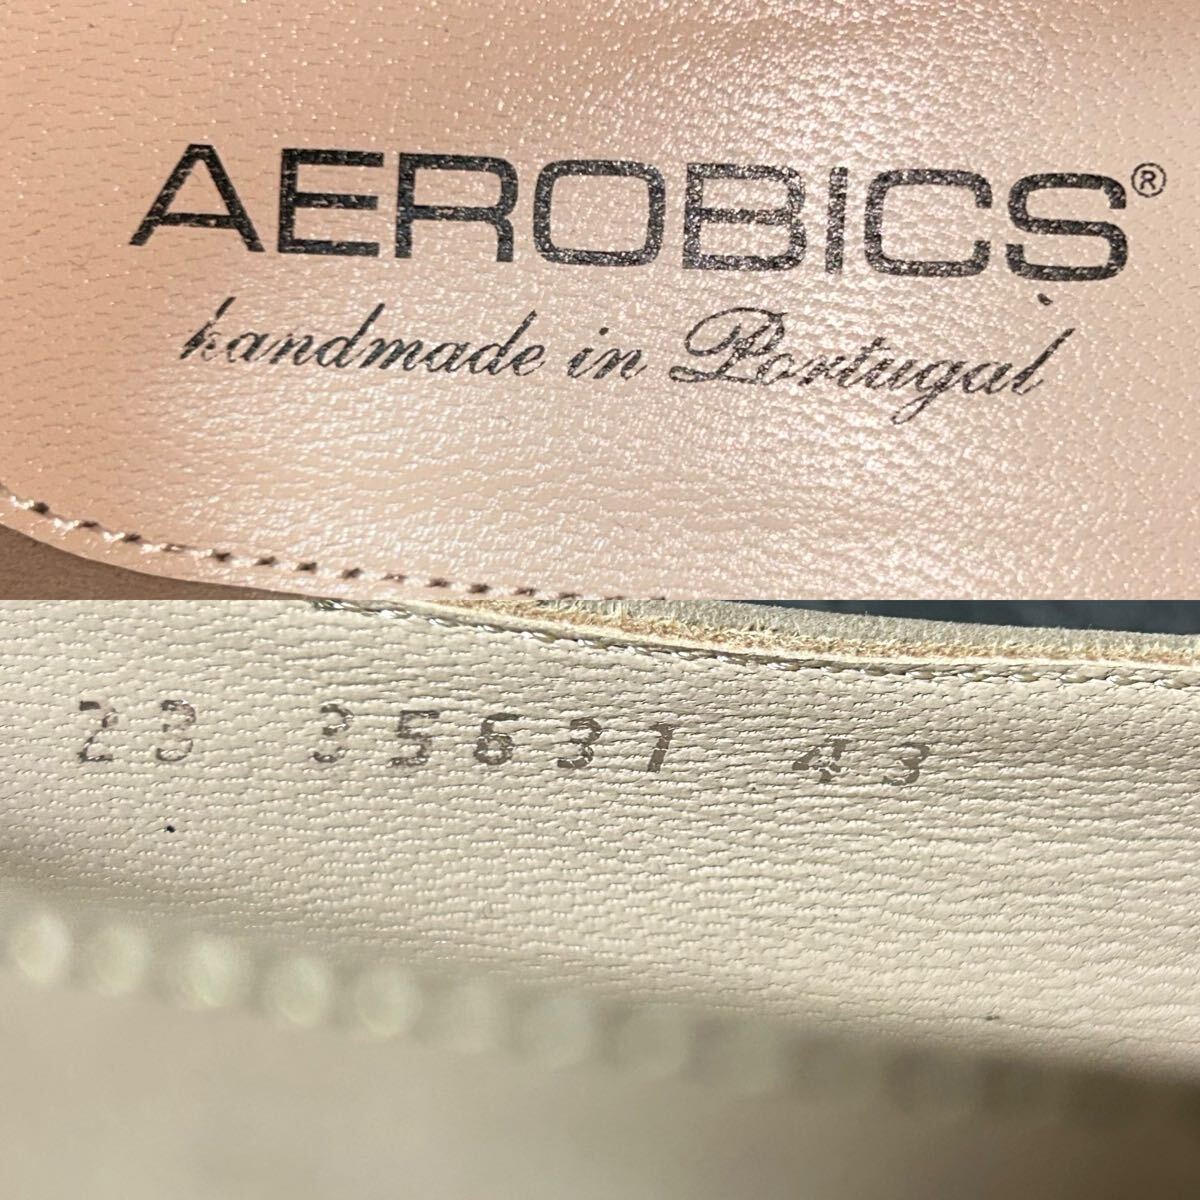 AEROBICS®
handmade in Portugal
23 35631 43